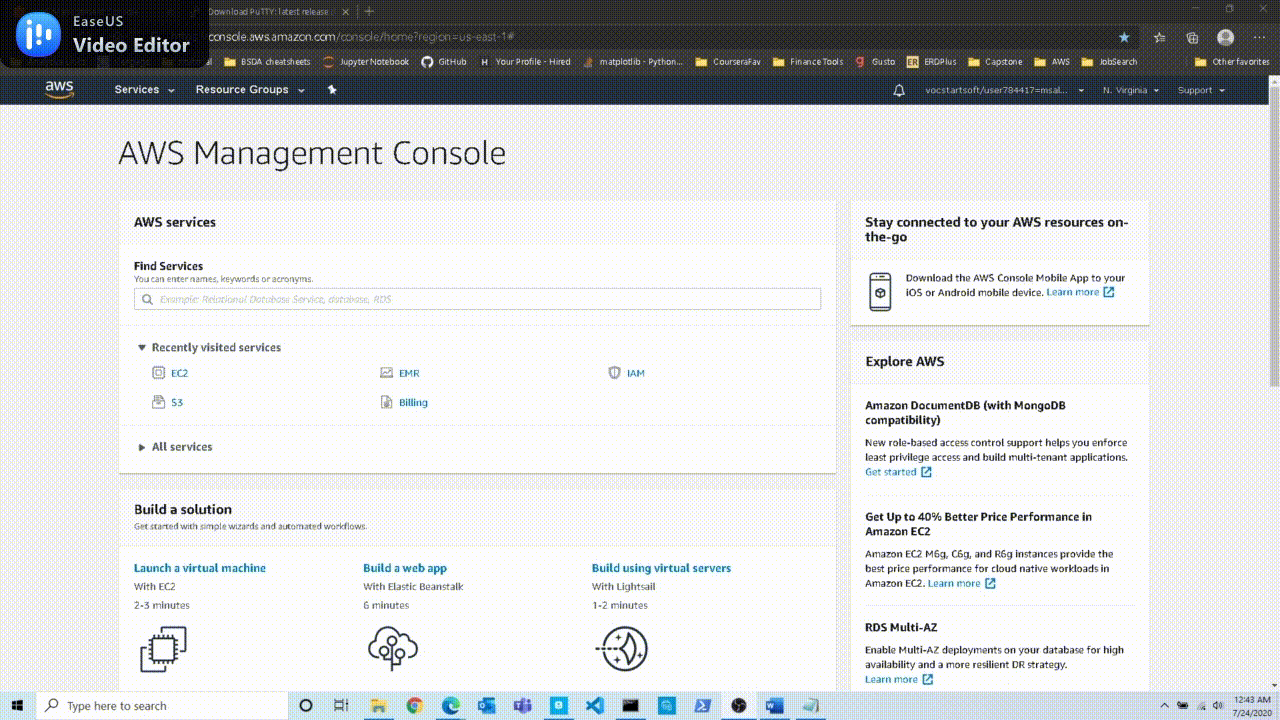 EaseUS
Video Editor
Download PuTTY: latest release
console.aws.amazon.com/console/home?region=us-east-1#
BSDA cheatsheets
JupyterNotebook
GitHub
Your Profile - Hired
matplotlib - Python...
CourseraFav
Finance Tools
Gusto
ERDPlus
Capstone
AWS
JobSearch
Other favorites
aws
Services
Resource Groups
vocstartsoft/user784417=msal...
N. Virginia
Support
AWS Management Console
AWS services
Find Services
You can enter names, keywords or acronyms.
Example: Relational Database Service, database, RDS
Recently visited services
EC2
EMR
IAM
S3
Billing
All services
Build a solution
Get started with simple wizards and automated workflows.
Launch a virtual machine
With EC2
2-3 minutes
Build a web app
With Elastic Beanstalk
6 minutes
Build using virtual servers
With Lightsail
1-2 minutes
Stay connected to your AWS resources on-
the-go
Download the AWS Console Mobile App to your
iOS or Android mobile device. Learn more
Explore AWS
Amazon DocumentDB (with MongoDB
compatibility)
New role-based access control support helps you enforce
least privilege access and build multi-tenant applications.
Get started
Get Up to 40% Better Price Performance in
Amazon EC2
Amazon EC2 M6g, C6g, and R6g instances provide the
best price performance for cloud native workloads in
Amazon EC2. Learn more
RDS Multi-AZ
Enable Multi-AZ deployments on your database for high
availability and a more resilient DR strategy.
Learn more
Type here to search
12:43 AM
7/24/2020